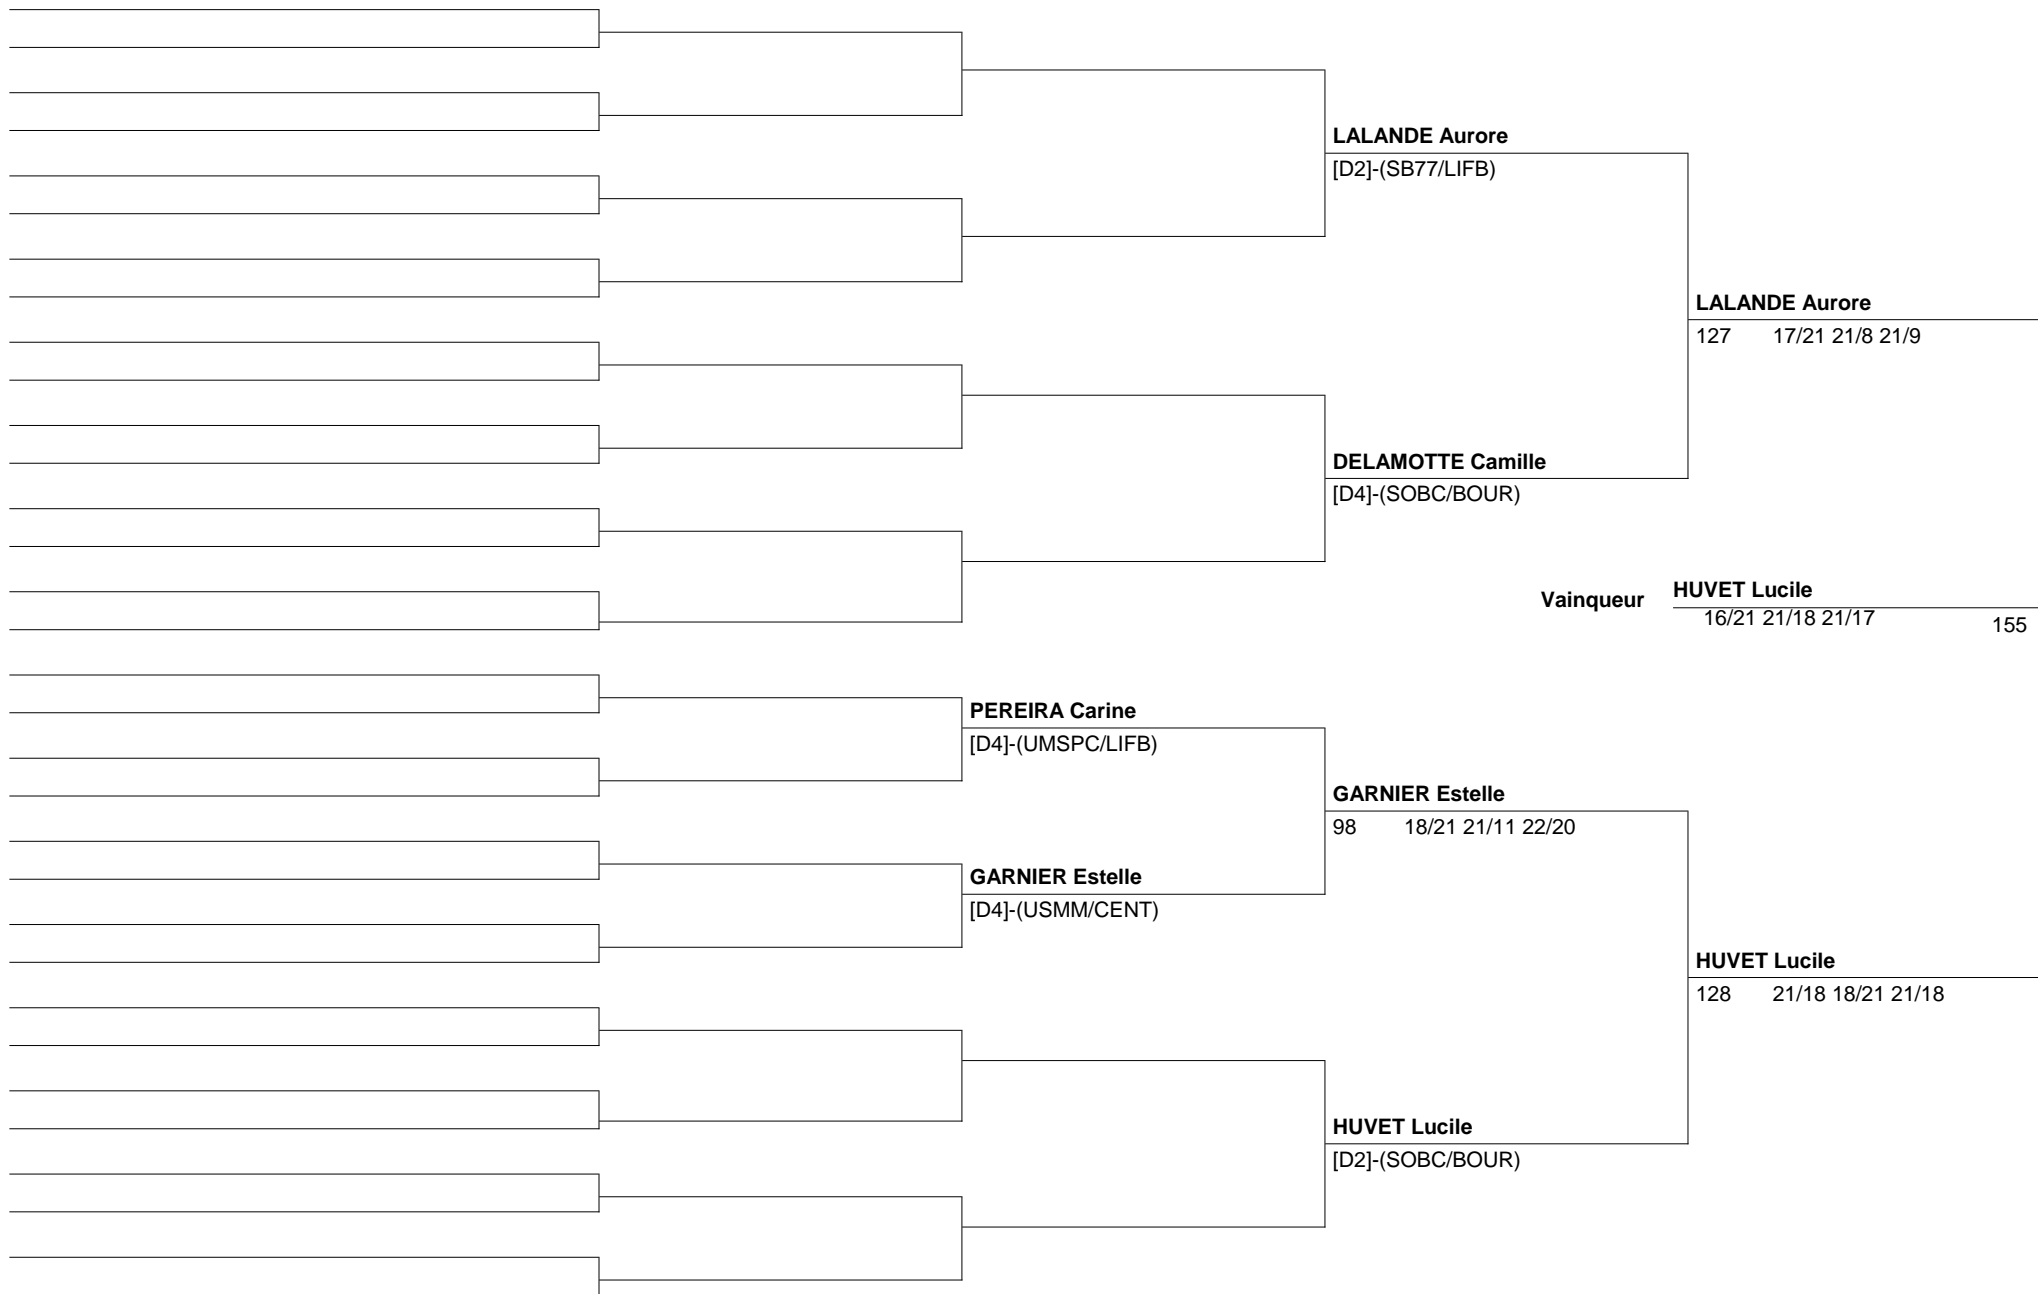 LALANDE Aurore
[D2]-(SB77/LIFB)
LALANDE Aurore
127 17/21 21/8 21/9
DELAMOTTE Camille
[D4]-(SOBC/BOUR)
Vainqueur HUVET Lucile
16/21 21/18 21/17 155
PEREIRA Carine
[D4]-(UMSPC/LIFB)
GARNIER Estelle
98 18/21 21/11 22/20
GARNIER Estelle
[D4]-(USMM/CENT)
HUVET Lucile
128 21/18 18/21 21/18
HUVET Lucile
[D2]-(SOBC/BOUR)